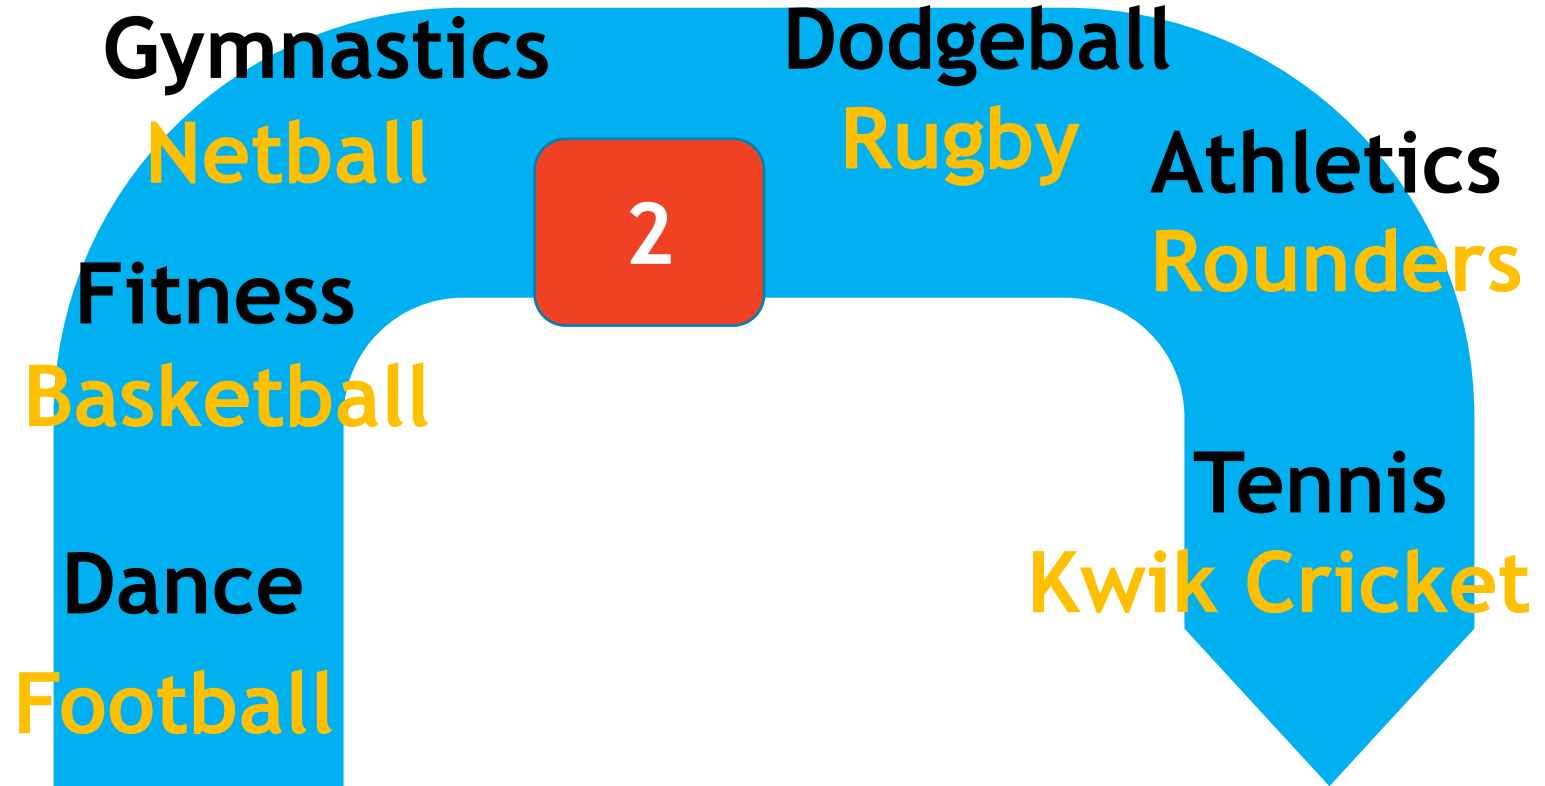 Gymnastics
Netball
Dodgeball
Rugby
Athletics
Rounders
2
Fitness
Basketball
Tennis
Kwik Cricket
Dance
Football